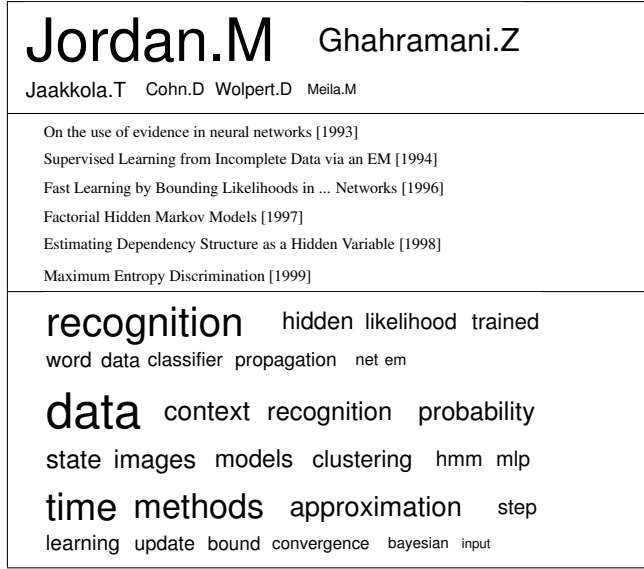 Jordan.M Ghahramani.Z
Jaakkola.T Cohn.D Wolpert.D Meila.M
On the use of evidence in neural networks [1993]
Supervised Learning from Incomplete Data via an EM [1994]
Fast Learning by Bounding Likelihoods in ... Networks [1996]
Factorial Hidden Markov Models [1997]
Estimating Dependency Structure as a Hidden Variable [1998]
Maximum Entropy Discrimination [1999]
recognition hidden likelihood trained
word data classifier propagation net em
data context recognition probability
state images models clustering hmm mlp
time methods approximation step
learning update bound convergence bayesian input